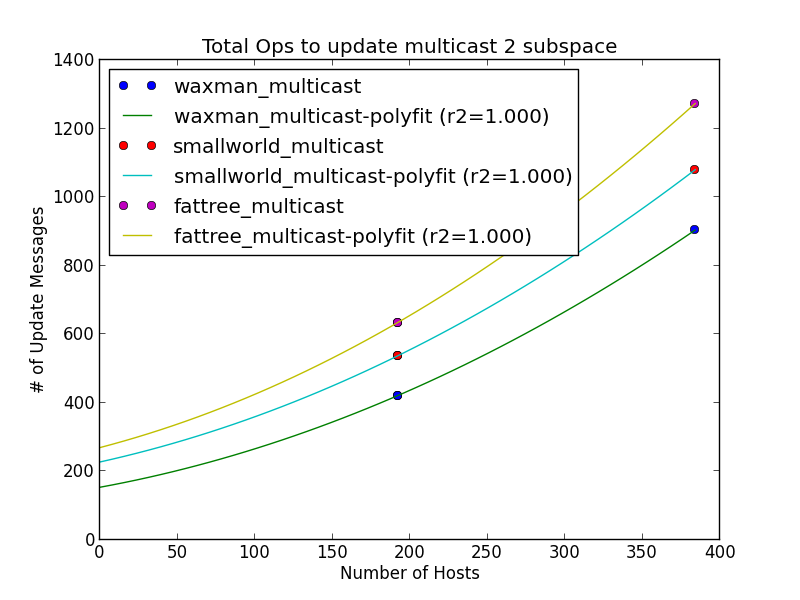 Total Ops to update multicast 2 subspace
1400
1200
1000
800
600
400
200
0
# of Update Messages
waxman_multicast
waxman_multicast-polyfit (r2=1.000)
smallworld_multicast
smallworld_multicast-polyfit (r2=1.000)
fattree_multicast
fattree_multicast-polyfit (r2=1.000)
0 50 100 150 200 250 300 350 400
Number of Hosts